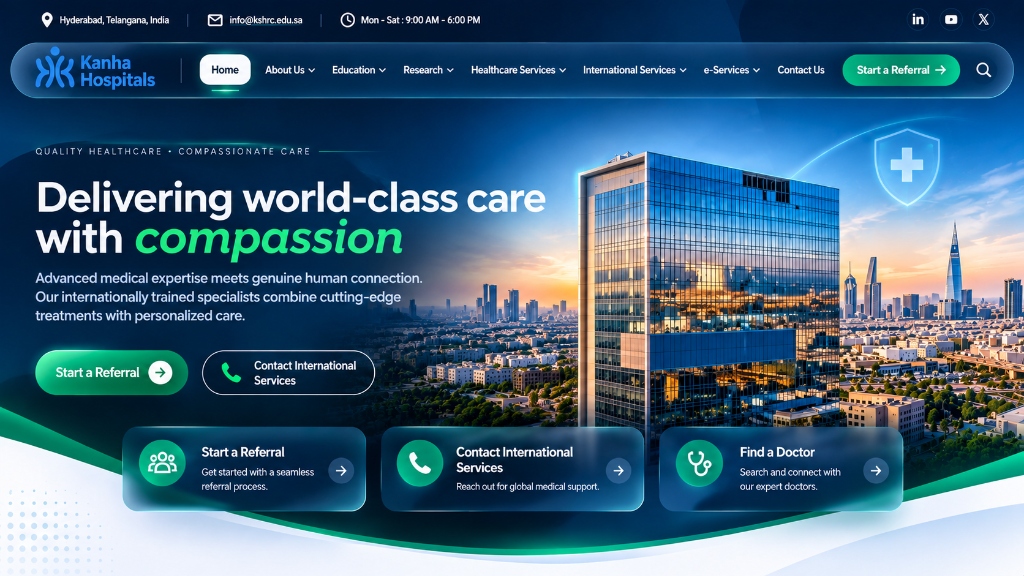 Hyderabad, Telangana, India
info@kshrc.edu.sa
Mon - Sat : 9:00 AM - 6:00 PM
in
X
Kanha
Hospitals
Home
About Us
Education
Research
Healthcare Services
International Services
e-Services
Contact Us
Start a Referral
QUALITY HEALTHCARE • COMPASSIONATE CARE
Delivering world-class care
with compassion
Advanced medical expertise meets genuine human connection.
Our internationally trained specialists combine cutting-edge
treatments with personalized care.
Start a Referral
Contact International
Services
Start a Referral
Get started with a seamless
referral process.
Contact International
Services
Reach out for global medical support.
Find a Doctor
Search and connect with
our expert doctors.